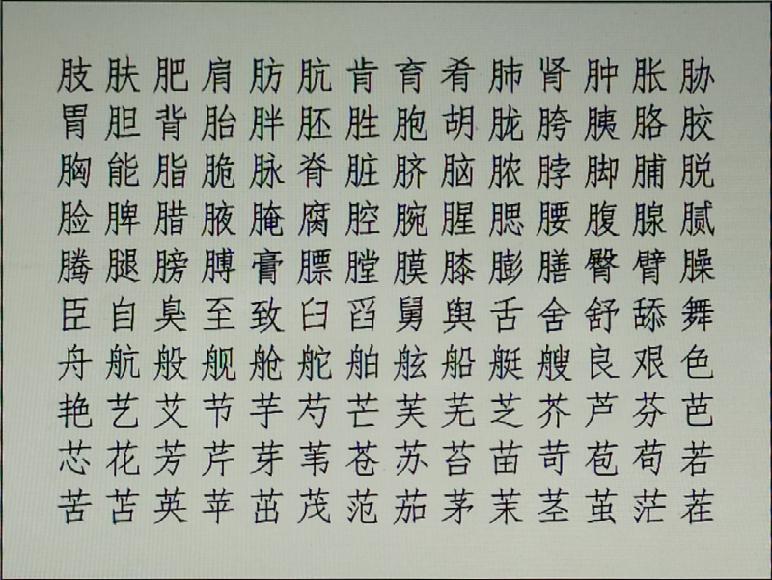 肢肤肥肩肪肮肯育肴肺肾肿胀胁
胃胆背胎胖胚胜胞胡胧胯胰胳胶
胸能脂脆脉脊脏脐脑脓脖脚脯脱
脸脾腊腋腌腐腔腕腥腮腰腹腺腻
腾腿膀膊膏膘膛膜膝膨膳臀臂臊
臣自臭至致臼舀舅舆舌舍舒舔舞
舟航般舰舱舵舶舷船艇艘良艰色
艳艺艾节芋芍芒芙芜芝芥芦芬芭
芯花芳芹芽苇苍苏苔苗苛苞苟若
苦苫英苹茁茂范茄茅茉茎茧茫茬